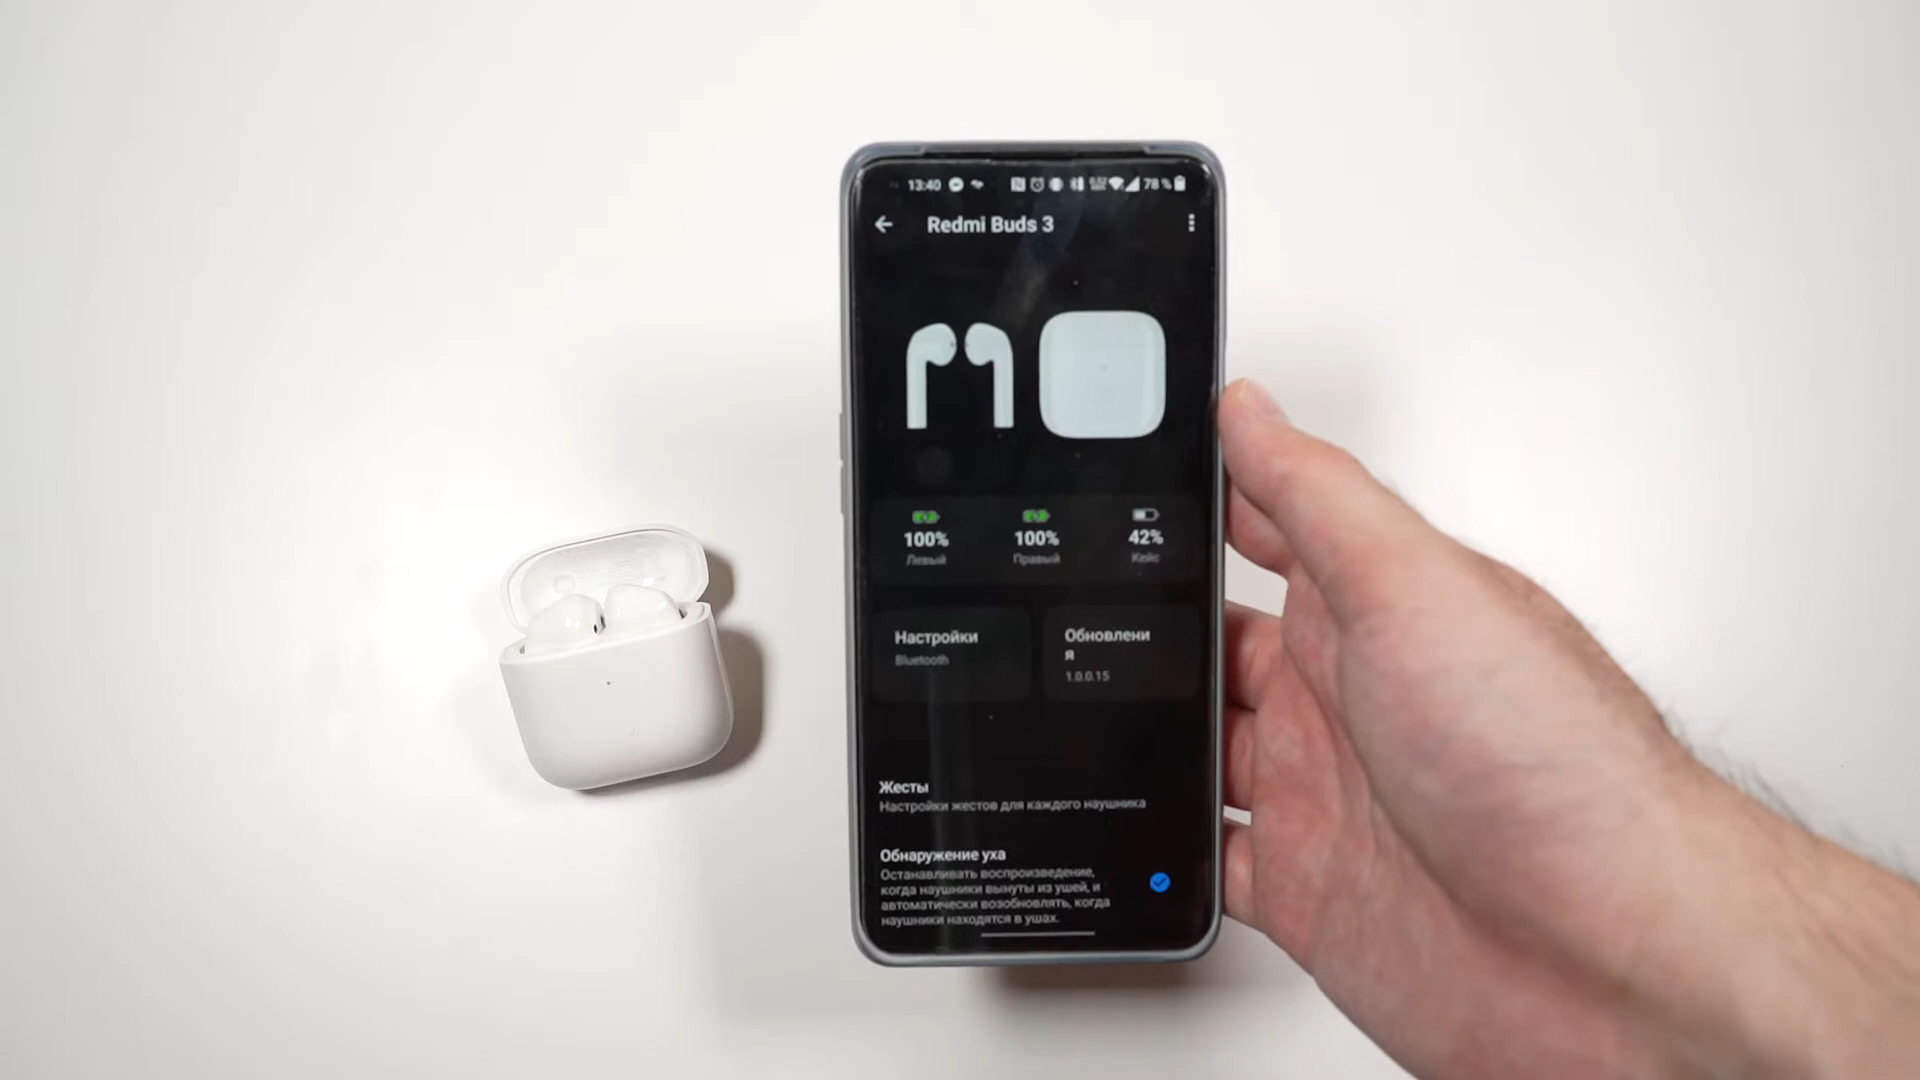 13:40 78 %
Redmi Buds 3
100% 100% 42%
Левый Правый Кейс
Настройки
Bluetooth
Обновлени
я
1.0.0.15
Жесты
Настройки жестов для каждого наушника
Обнаружение уха
Останавливать воспроизведение,
когда наушники вынуты из ушей, и
автоматически возобновлять, когда
наушники находятся в ушах.